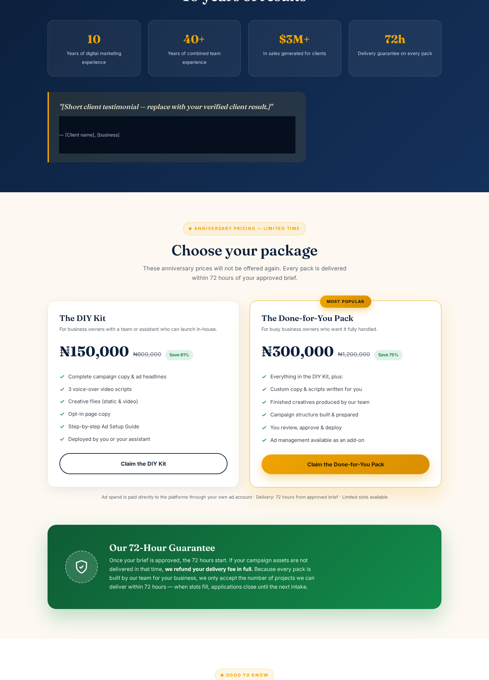 10 years of results
10
Years of digital marketing
experience
40+
Years of combined team
experience
$3M+
In sales generated for clients
72h
Delivery guarantee on every pack
"[Short client testimonial — replace with your verified client result.]"
— [Client name], [business]
ANNIVERSARY PRICING — LIMITED TIME
Choose your package
These anniversary prices will not be offered again. Every pack is delivered
within 72 hours of your approved brief.
The DIY Kit
For business owners with a team or assistant who can launch in-house.
₦150,000 ₦800,000 Save 81%
✓ Complete campaign copy & ad headlines
✓ 3 voice-over video scripts
✓ Creative files (static & video)
✓ Opt-in page copy
✓ Step-by-step Ad Setup Guide
✓ Deployed by you or your assistant
Claim the DIY Kit
MOST POPULAR
The Done-for-You Pack
For busy business owners who want it fully handled.
₦300,000 ₦1,200,000 Save 75%
✓ Everything in the DIY Kit, plus:
✓ Custom copy & scripts written for you
✓ Finished creatives produced by our team
✓ Campaign structure built & prepared
✓ You review, approve & deploy
✓ Ad management available as an add-on
Claim the Done-for-You Pack
Ad spend is paid directly to the platforms through your own ad account · Delivery: 72 hours from approved brief · Limited slots available
Our 72-Hour Guarantee
Once your brief is approved, the 72 hours start. If your campaign assets are not
delivered in that time, we refund your delivery fee in full. Because every pack is
built by our team for your business, we only accept the number of projects we can
deliver within 72 hours — when slots fill, applications close until the next intake.
GOOD TO KNOW